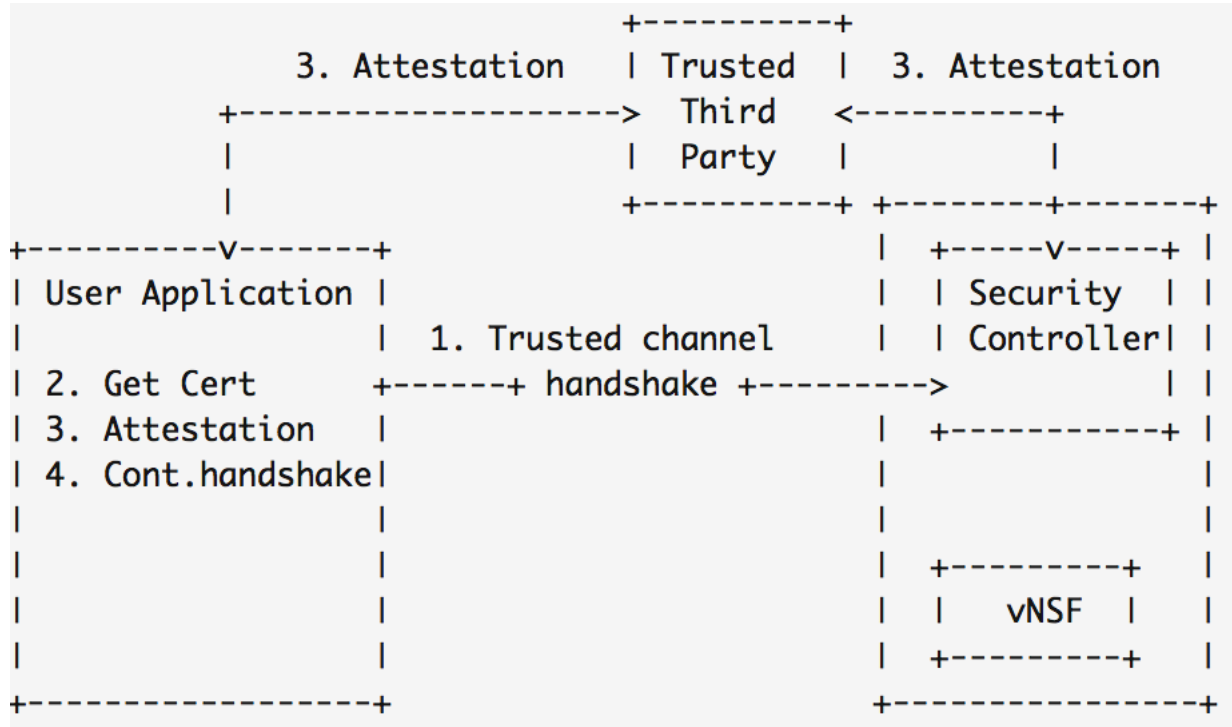 +----------+
               3. Attestation   | Trusted  |  3. Attestation
           +-------------------->  Third   <----------+
           |                    |  Party   |          |
           |                    +----------+ +--------+-------+
+----------v-------+                         |  +-----v-----+ |
| User Application |                         |  | Security  | |
|                  |  1. Trusted channel     |  | Controller| |
| 2. Get Cert      +------+ handshake +--------->           | |
| 3. Attestation   |                         |  +-----------+ |
| 4. Cont.handshake|                         |                |
|                  |                         |                |
|                  |                         |  +---------+   |
|                  |                         |  |   vNSF  |   |
|                  |                         |  +---------+   |
+------------------+                         +----------------+